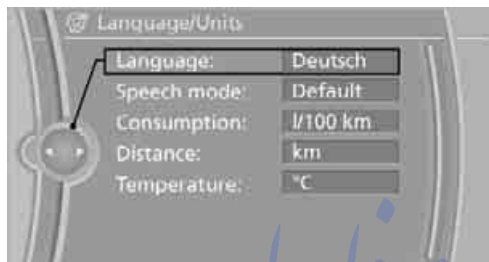 Language/Units
Language: Deutsch
Speech mode: Default
Consumption: l/100 km
Distance: km
Temperature: °C